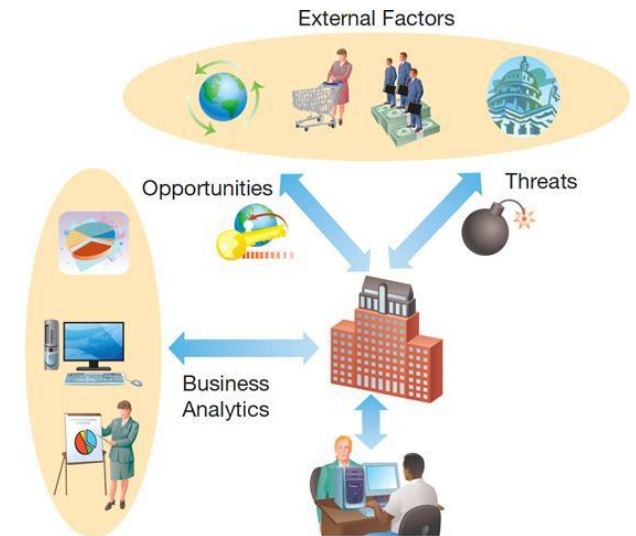 External Factors
Opportunities
Threats
Business
Analytics